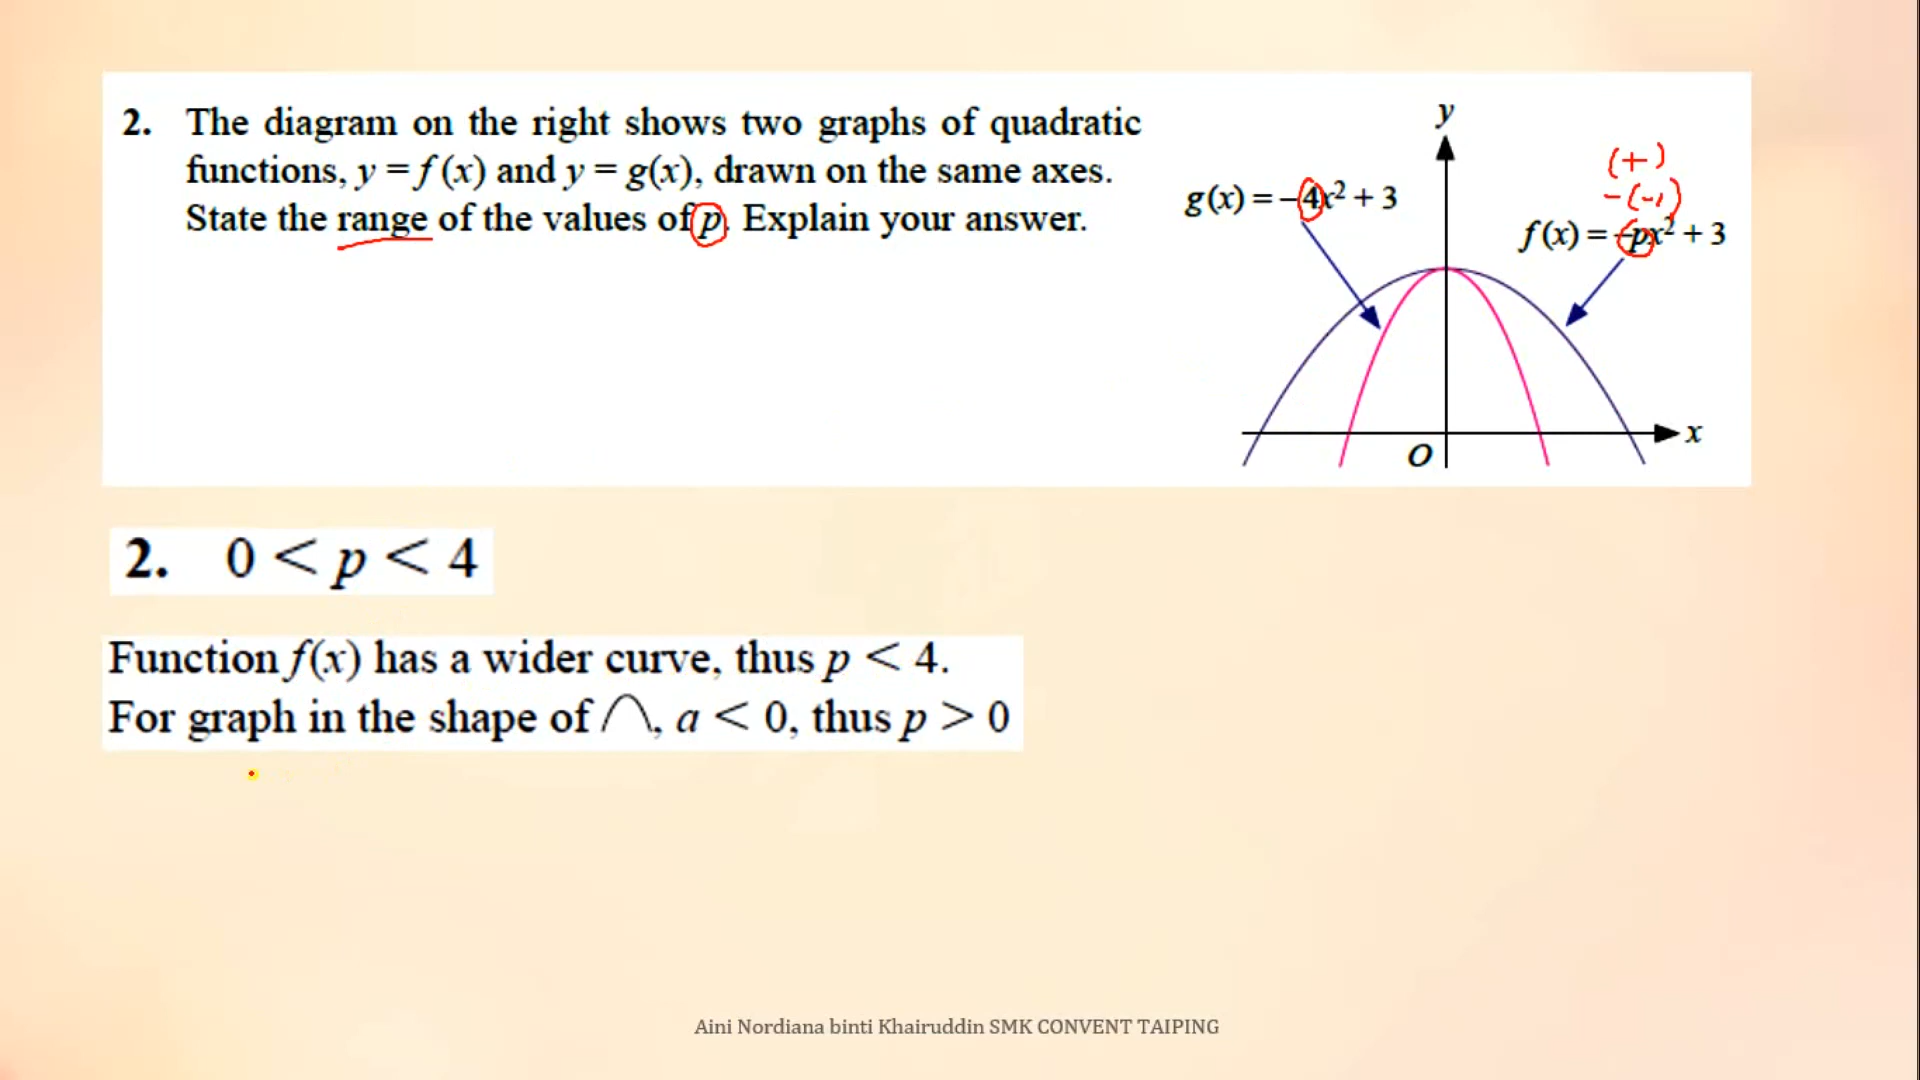 2. The diagram on the right shows two graphs of quadratic
functions, y = f(x) and y = g(x), drawn on the same axes.
State the range of the values of p. Explain your answer.
y
(+)
-(-1)
g(x) = −4x² + 3
f(x) = −px² + 3
x
O
2. 0 < p < 4
Function f(x) has a wider curve, thus p < 4.
For graph in the shape of ⋂, a < 0, thus p > 0
Aini Nordiana binti Khairuddin SMK CONVENT TAIPING